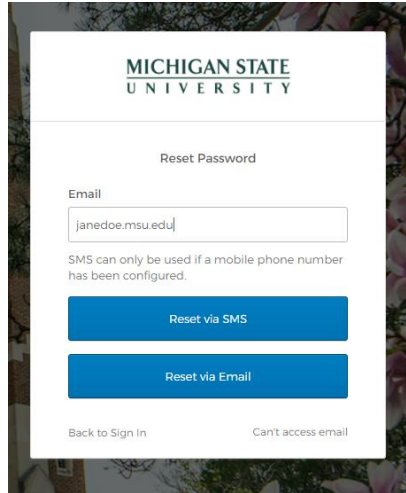 MICHIGAN STATE
UNIVERSITY
Reset Password
Email
janedoe.msu.edu
SMS can only be used if a mobile phone number
has been configured.
Reset via SMS
Reset via Email
Back to Sign In
Can't access email